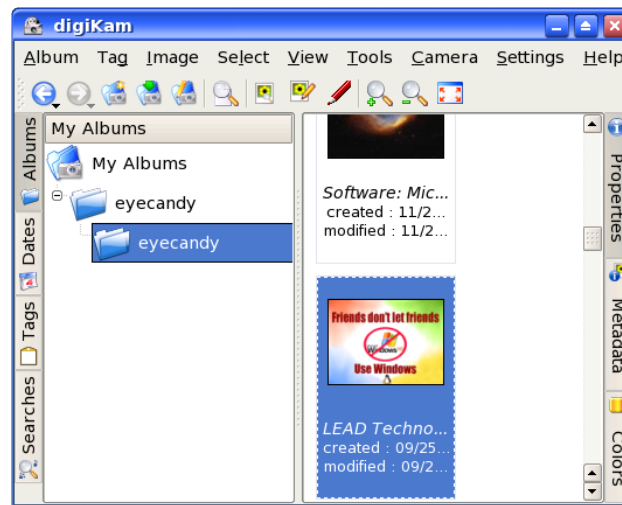 digiKam
Album Tag Image Select View Tools Camera Settings Help
Albums
Dates
Tags
Searches
My Albums
My Albums
eyecandy
eyecandy
Software: Mic...
created : 11/2...
modified : 11/2...
Friends don't let friends
Windows
Use Windows
LEAD Techno...
created : 09/25...
modified : 09/2...
Properties
Metadata
Colors